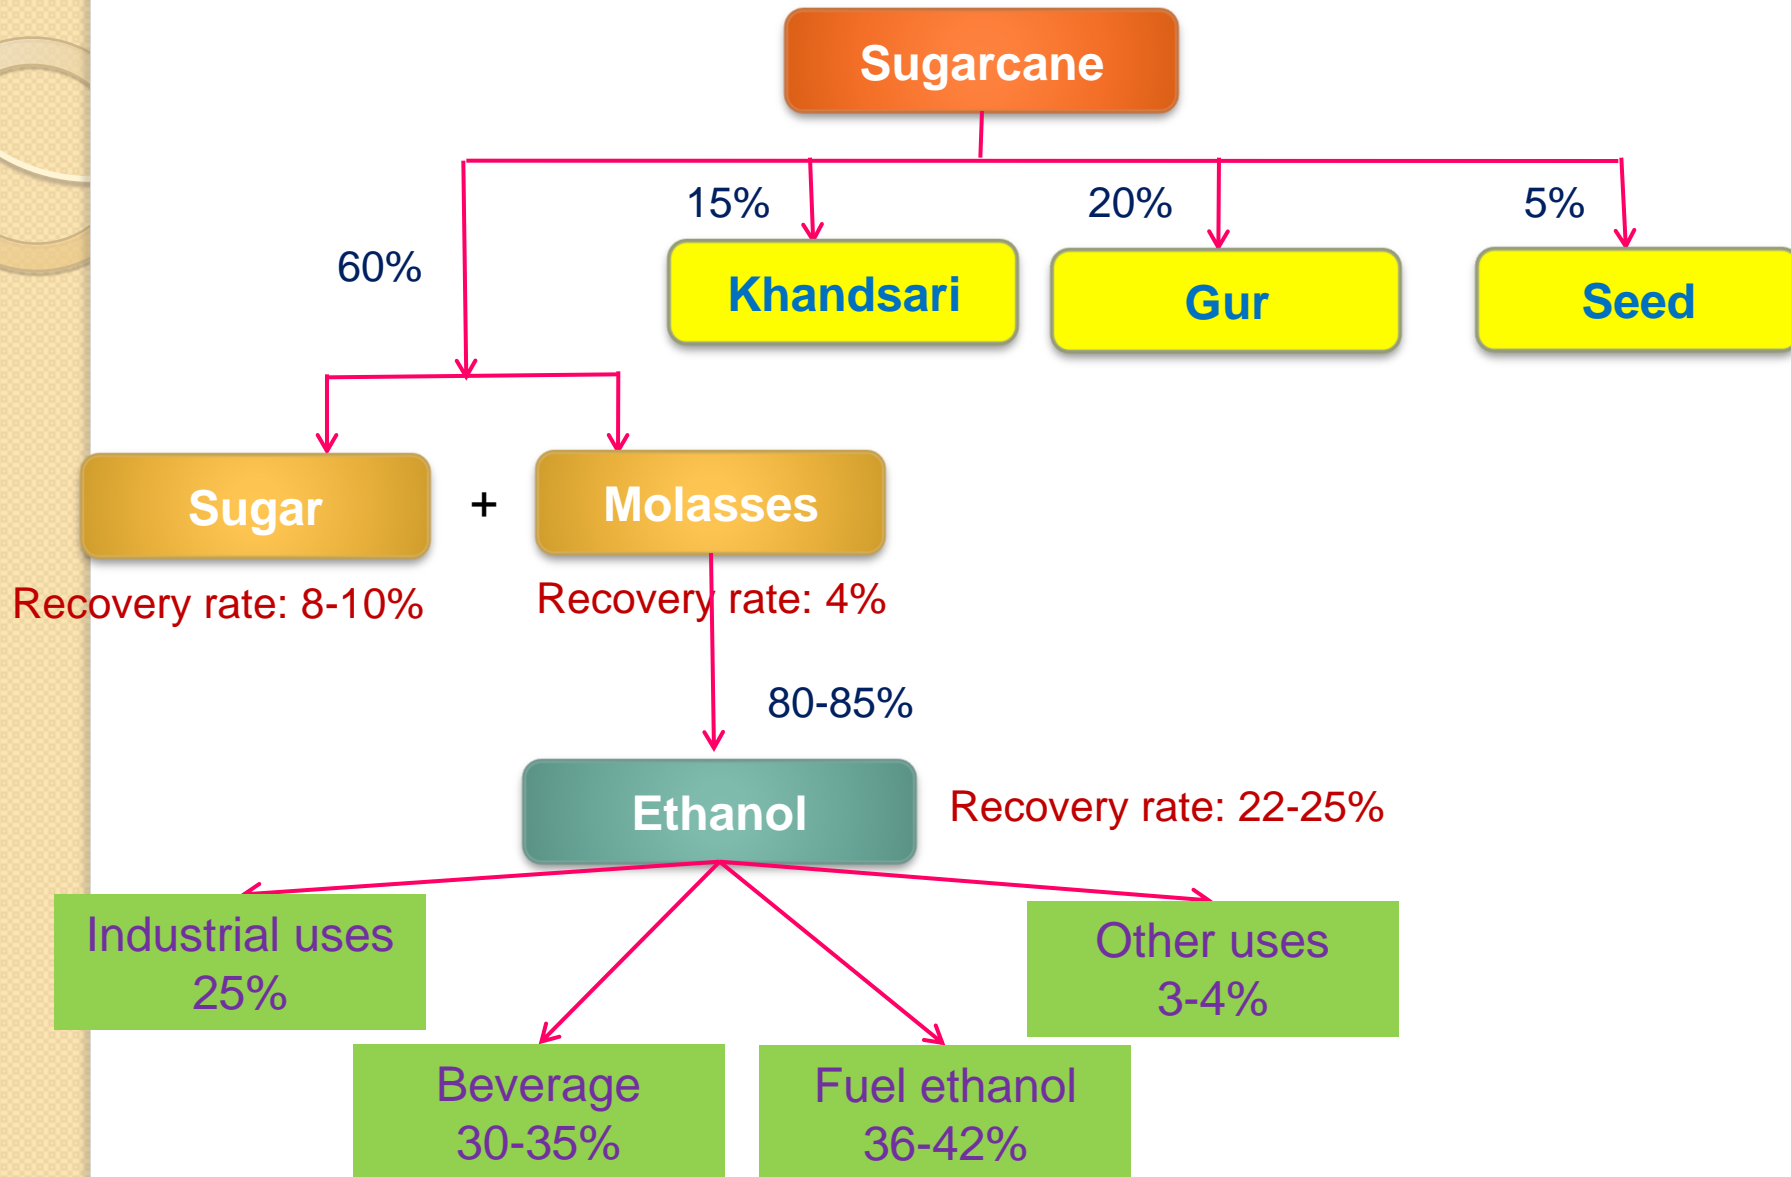 Sugarcane
15%
20%
5%
60%
Khandsari
Gur
Seed
Sugar
+
Molasses
Recovery rate: 8-10%
Recovery rate: 4%
80-85%
Ethanol
Recovery rate: 22-25%
Industrial uses
25%
Other uses
3-4%
Beverage
30-35%
Fuel ethanol
36-42%